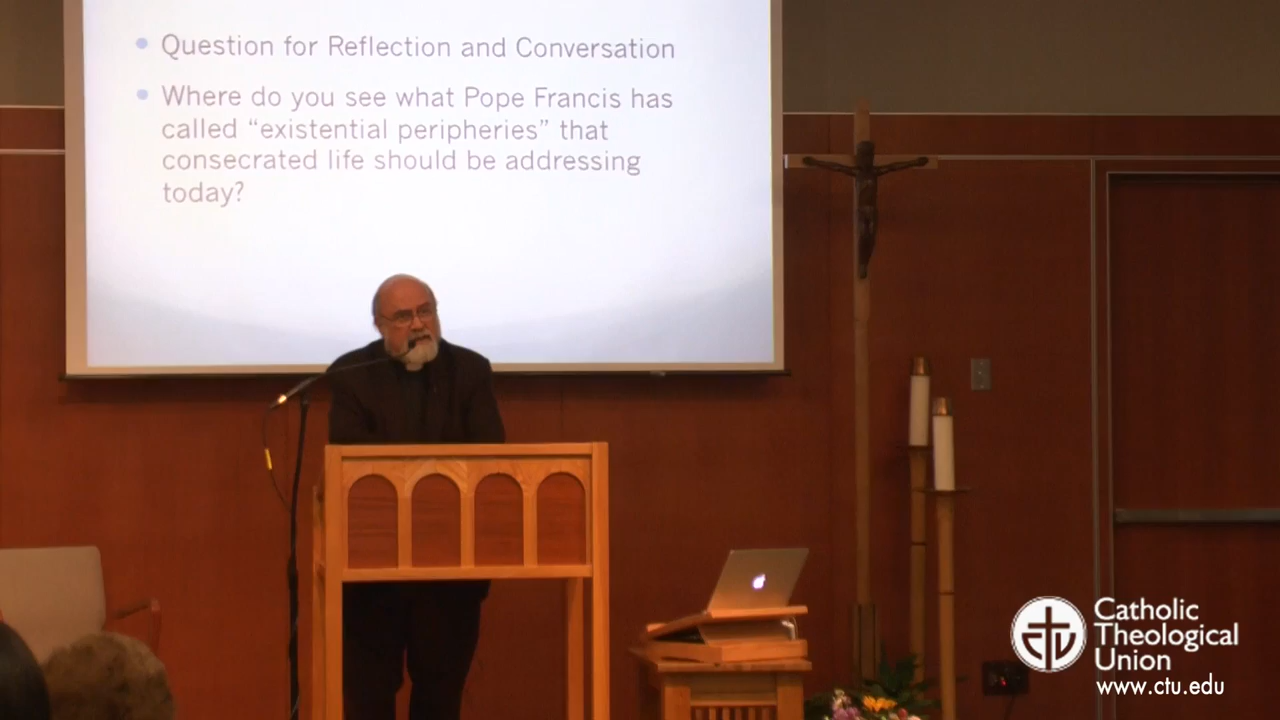 Question for Reflection and Conversation
Where do you see what Pope Francis has
called “existential peripheries” that
consecrated life should be addressing
today?
Catholic
Theological
Union
www.ctu.edu